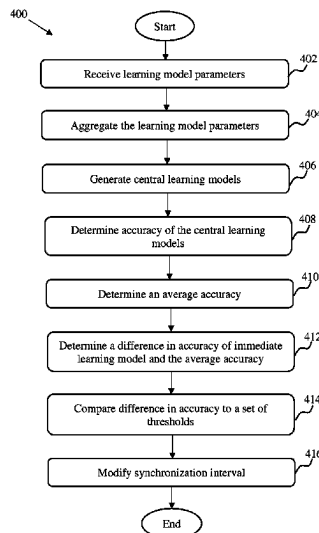 400
Start
402
Receive learning model parameters
404
Aggregate the learning model parameters
406
Generate central learning models
408
Determine accuracy of the central learning
models
410
Determine an average accuracy
412
Determine a difference in accuracy of immediate
learning model and the average accuracy
414
Compare difference in accuracy to a set of
thresholds
416
Modify synchronization interval
End